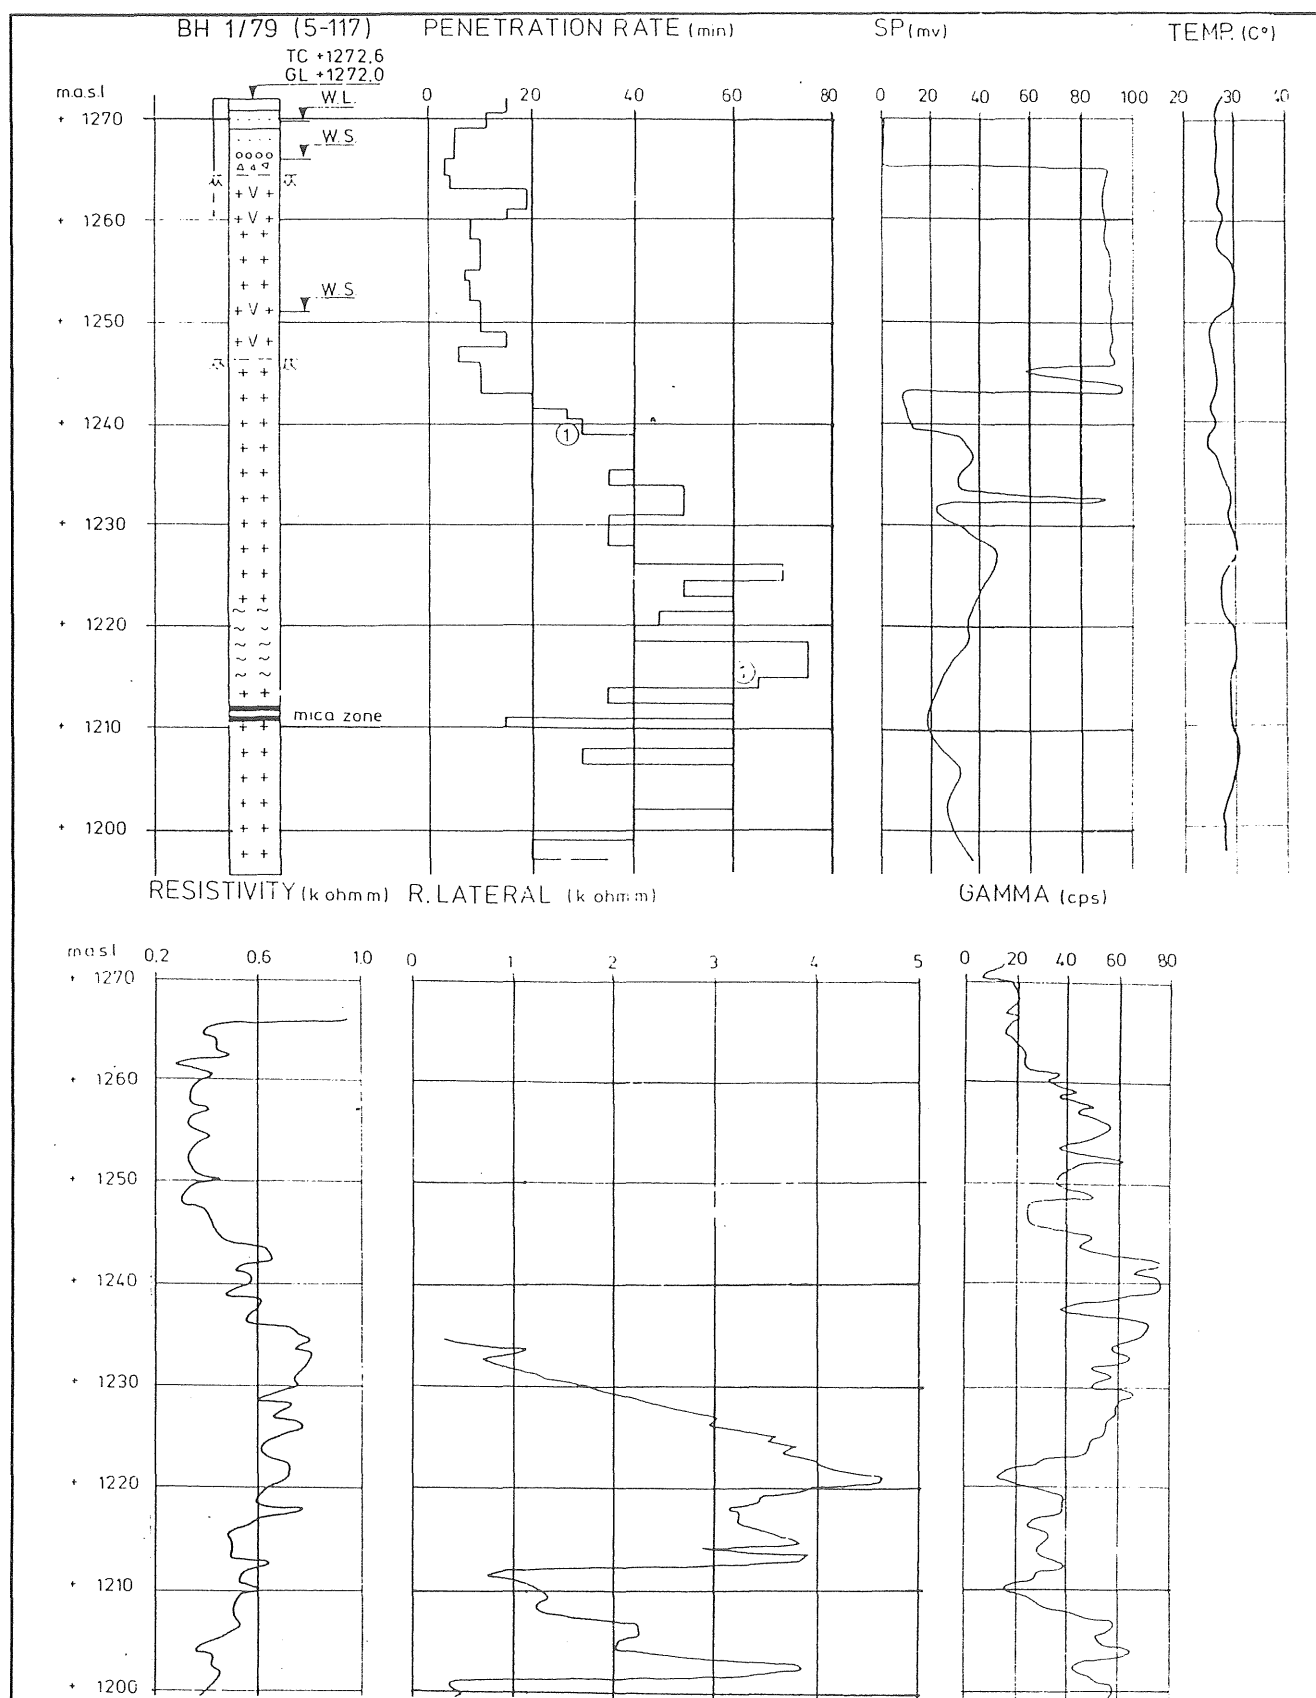 BH 1/79 (5-117) PENETRATION RATE (min) SP (mv) TEMP. (C°)
TC +1272.6
GL +1272.0
m.a.s.l 0 20 40 60 80 0 20 40 60 80 100 20 30 40
W.L.
+ 1270
W.S.
+ 1260
W.S.
+ 1250
+ 1240
1
+ 1230
+ 1220
mica zone
+ 1210
+ 1200
RESISTIVITY (k ohmm) R. LATERAL (k ohmm) GAMMA (cps)
m a s l 0.2 0.6 1.0 0 1 2 3 4 5 0 20 40 60 80
+ 1270
+ 1260
+ 1250
+ 1240
+ 1230
+ 1220
+ 1210
+ 1200